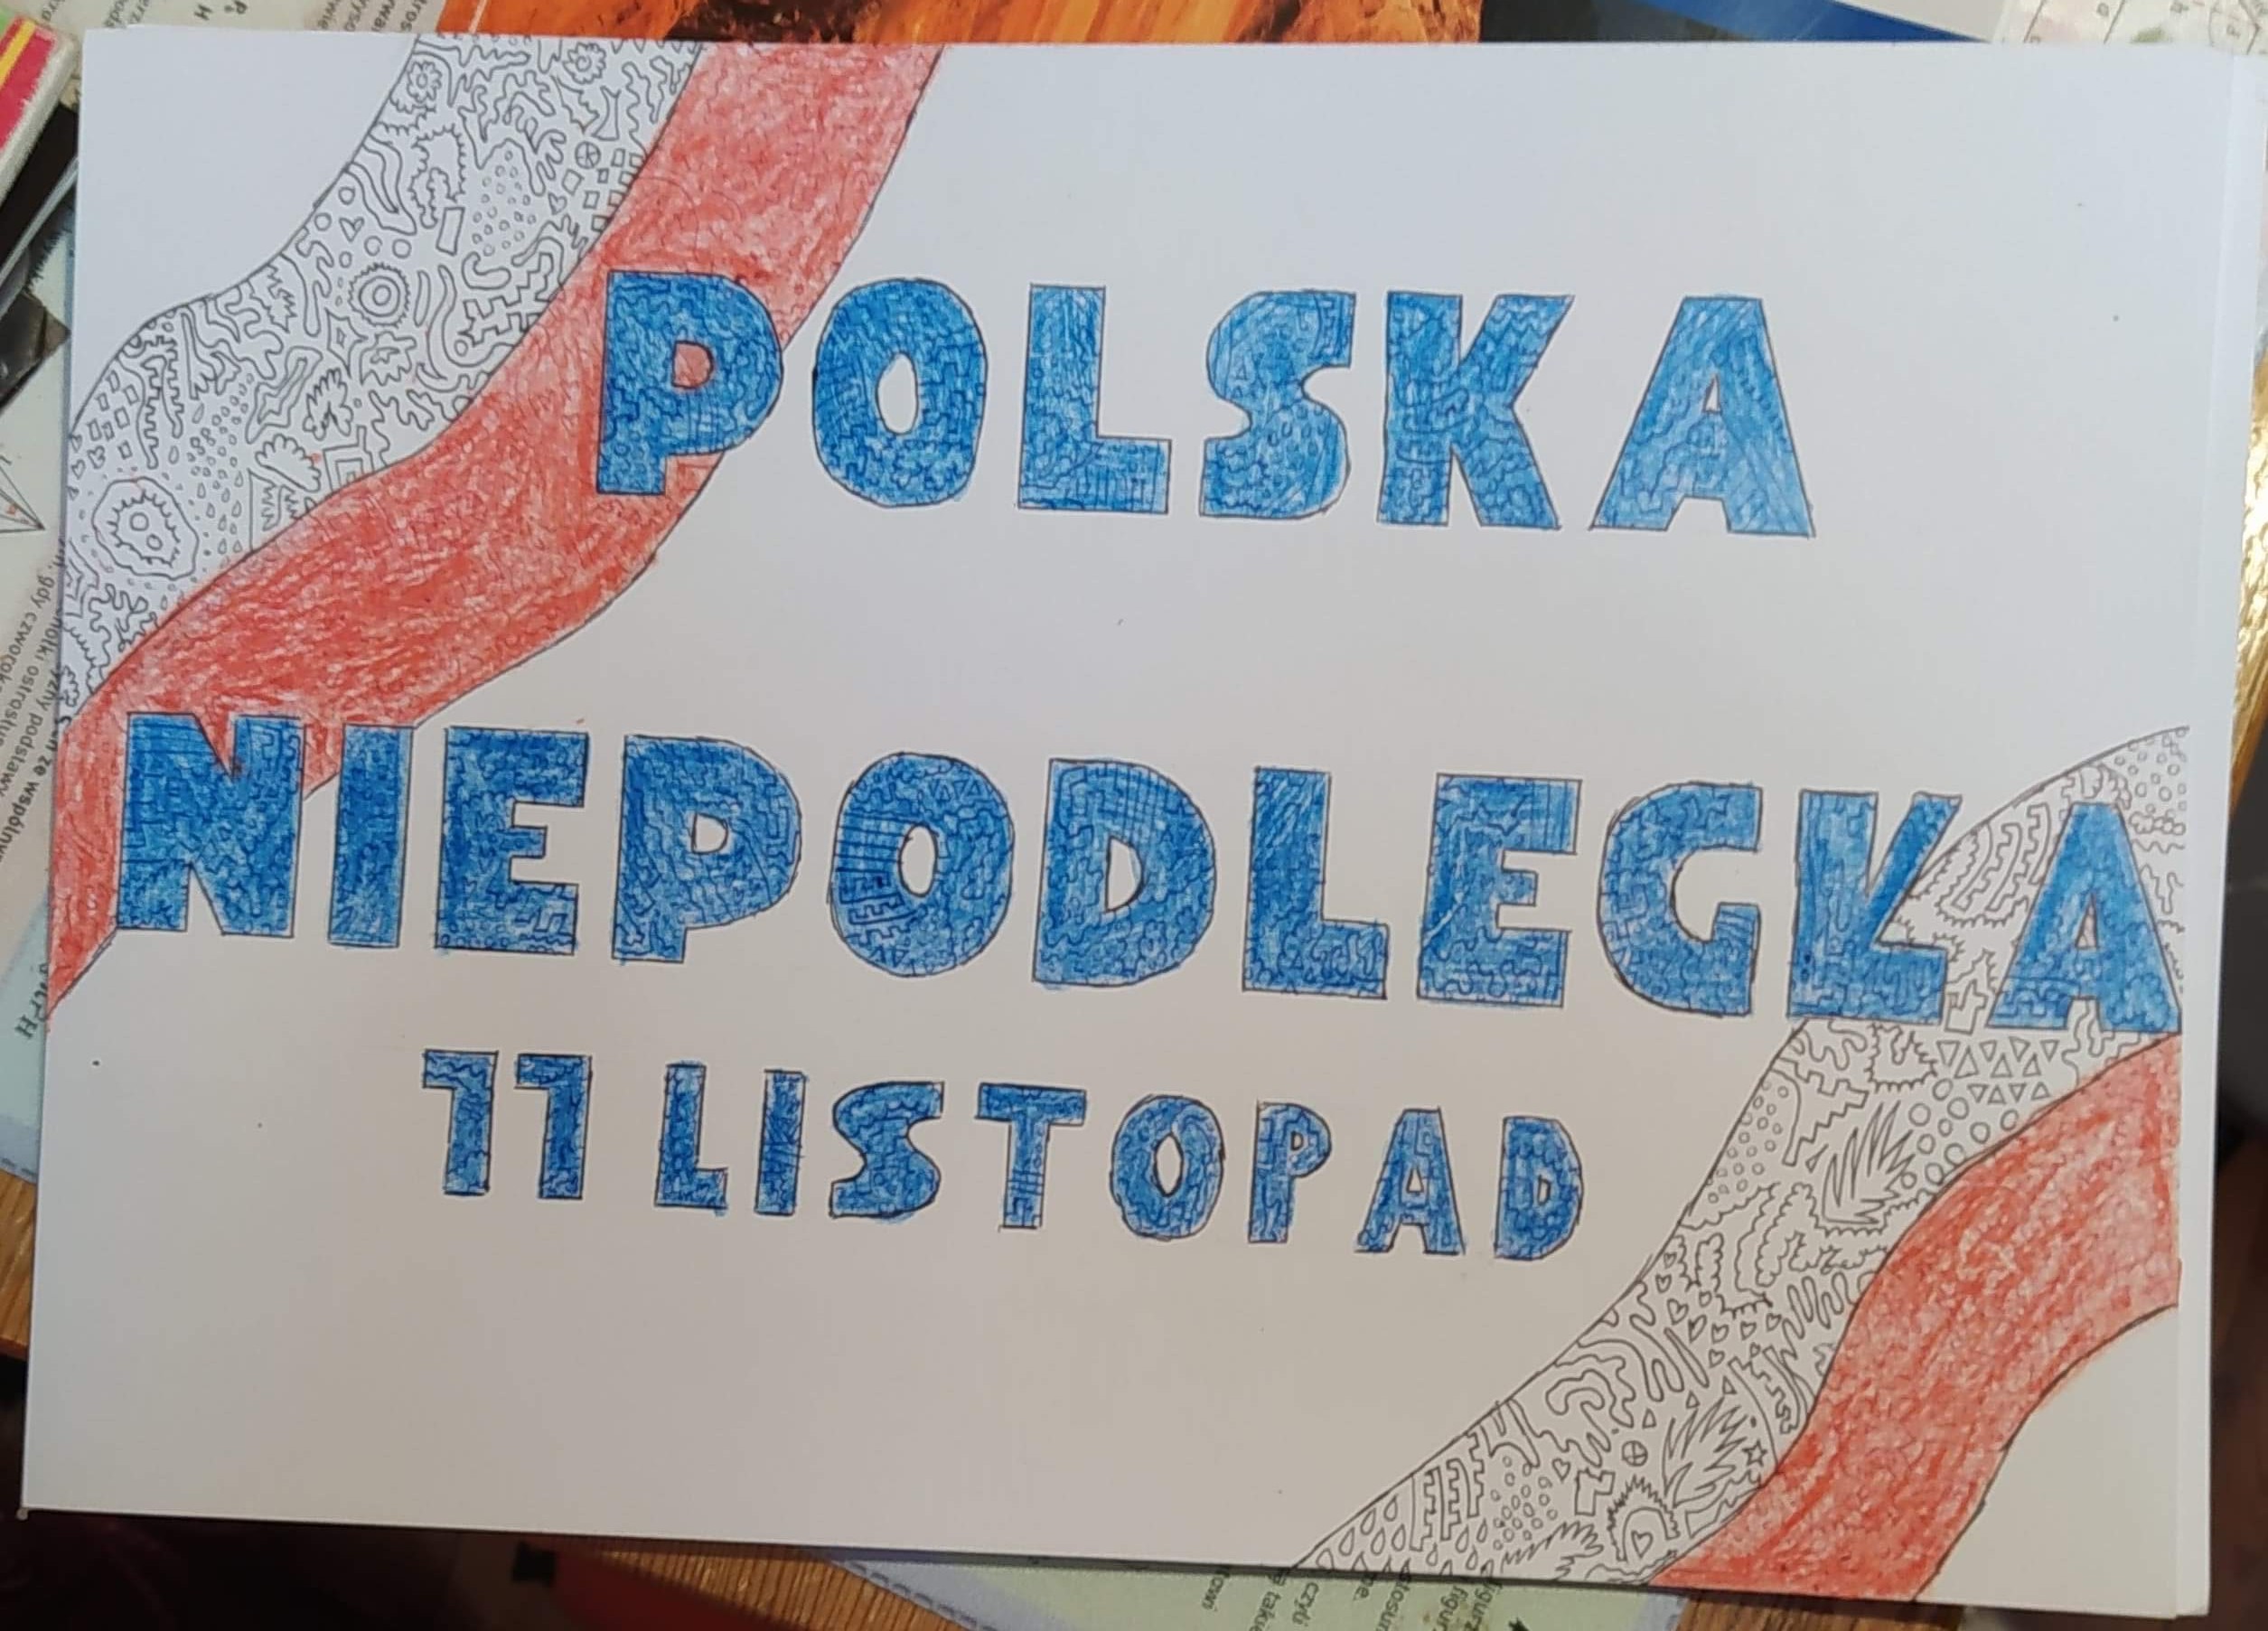 POLSKA
NIEPODLEGŁA
11 LISTOPAD